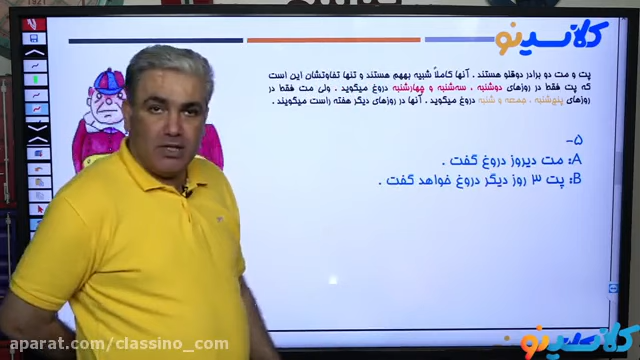 کلاسینو
پت و مت دو برادر دوقلو هستند . آنها کاملاً شبیه بههم هستند و تنها تفاوتشان این است
که پت فقط در روزهای دوشنبه ، سه‌شنبه و چهارشنبه دروغ میگوید . ولی مت فقط در
روزهای پنج‌شنبه ، جمعه و شنبه دروغ میگوید . آنها در روزهای دیگر هفته راست میگویند .
۵-
A: مت دیروز دروغ گفت .
B: پت ۳ روز دیگر دروغ خواهد گفت .
aparat.com/classino_com
کلاسینو